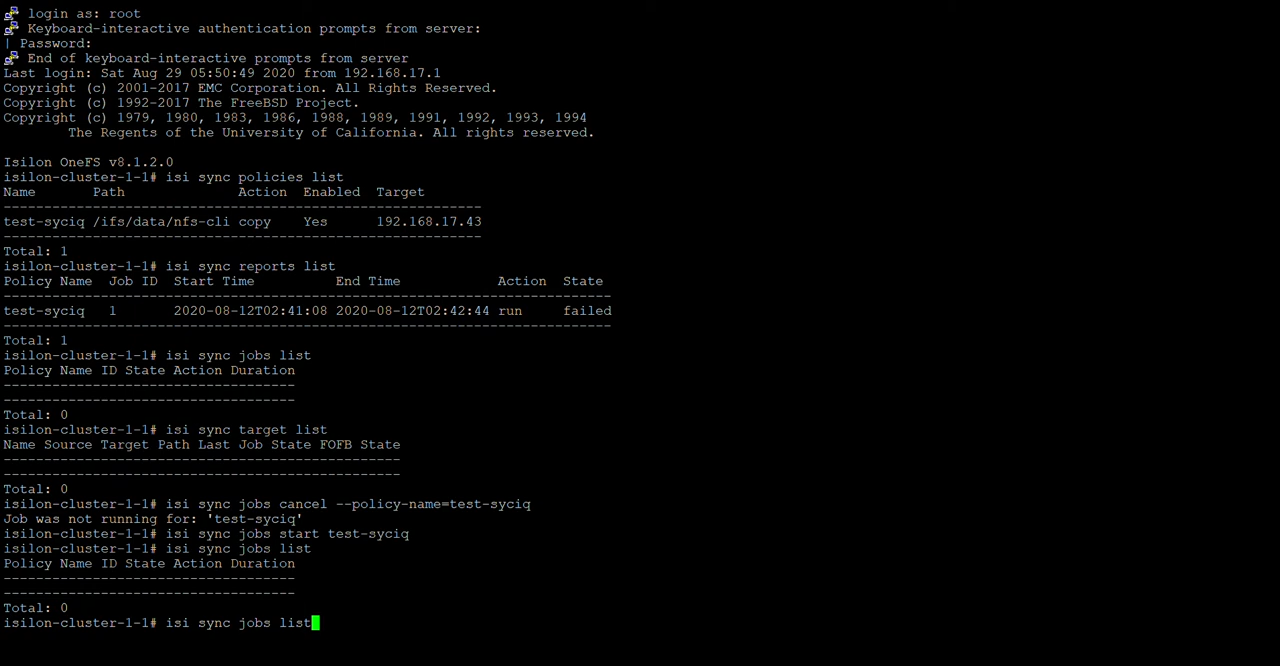 login as: root
Keyboard-interactive authentication prompts from server:
| Password:
End of keyboard-interactive prompts from server
Last login: Sat Aug 29 05:50:49 2020 from 192.168.17.1
Copyright (c) 2001-2017 EMC Corporation. All Rights Reserved.
Copyright (c) 1992-2017 The FreeBSD Project.
Copyright (c) 1979, 1980, 1983, 1986, 1988, 1989, 1991, 1992, 1993, 1994
        The Regents of the University of California. All rights reserved.

Isilon OneFS v8.1.2.0
isilon-cluster-1-1# isi sync policies list
Name       Path              Action  Enabled  Target
-----------------------------------------------------------
test-syciq /ifs/data/nfs-cli copy    Yes      192.168.17.43
-----------------------------------------------------------
Total: 1
isilon-cluster-1-1# isi sync reports list
Policy Name  Job ID  Start Time          End Time            Action  State
---------------------------------------------------------------------------
test-syciq   1       2020-08-12T02:41:08 2020-08-12T02:42:44 run     failed
---------------------------------------------------------------------------
Total: 1
isilon-cluster-1-1# isi sync jobs list
Policy Name ID State Action Duration
------------------------------------
------------------------------------
Total: 0
isilon-cluster-1-1# isi sync target list
Name Source Target Path Last Job State FOFB State
-------------------------------------------------
-------------------------------------------------
Total: 0
isilon-cluster-1-1# isi sync jobs cancel --policy-name=test-syciq
Job was not running for: 'test-syciq'
isilon-cluster-1-1# isi sync jobs start test-syciq
isilon-cluster-1-1# isi sync jobs list
Policy Name ID State Action Duration
------------------------------------
------------------------------------
Total: 0
isilon-cluster-1-1# isi sync jobs list